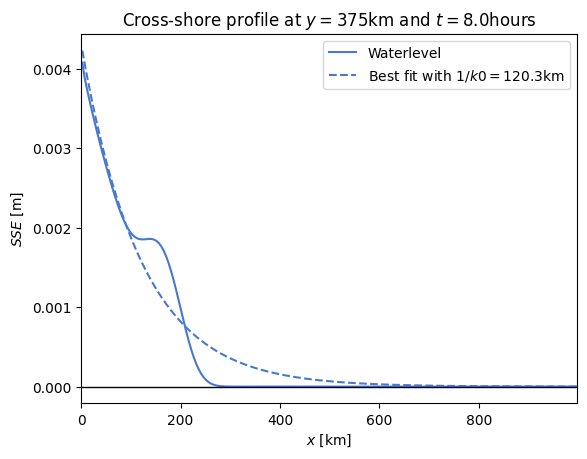 Cross-shore profile at y = 375km and t = 8.0hours
Waterlevel
Best fit with 1/k0 = 120.3km
SSE [m]
0.004
0.003
0.002
0.001
0.000
0
200
400
600
800
x [km]